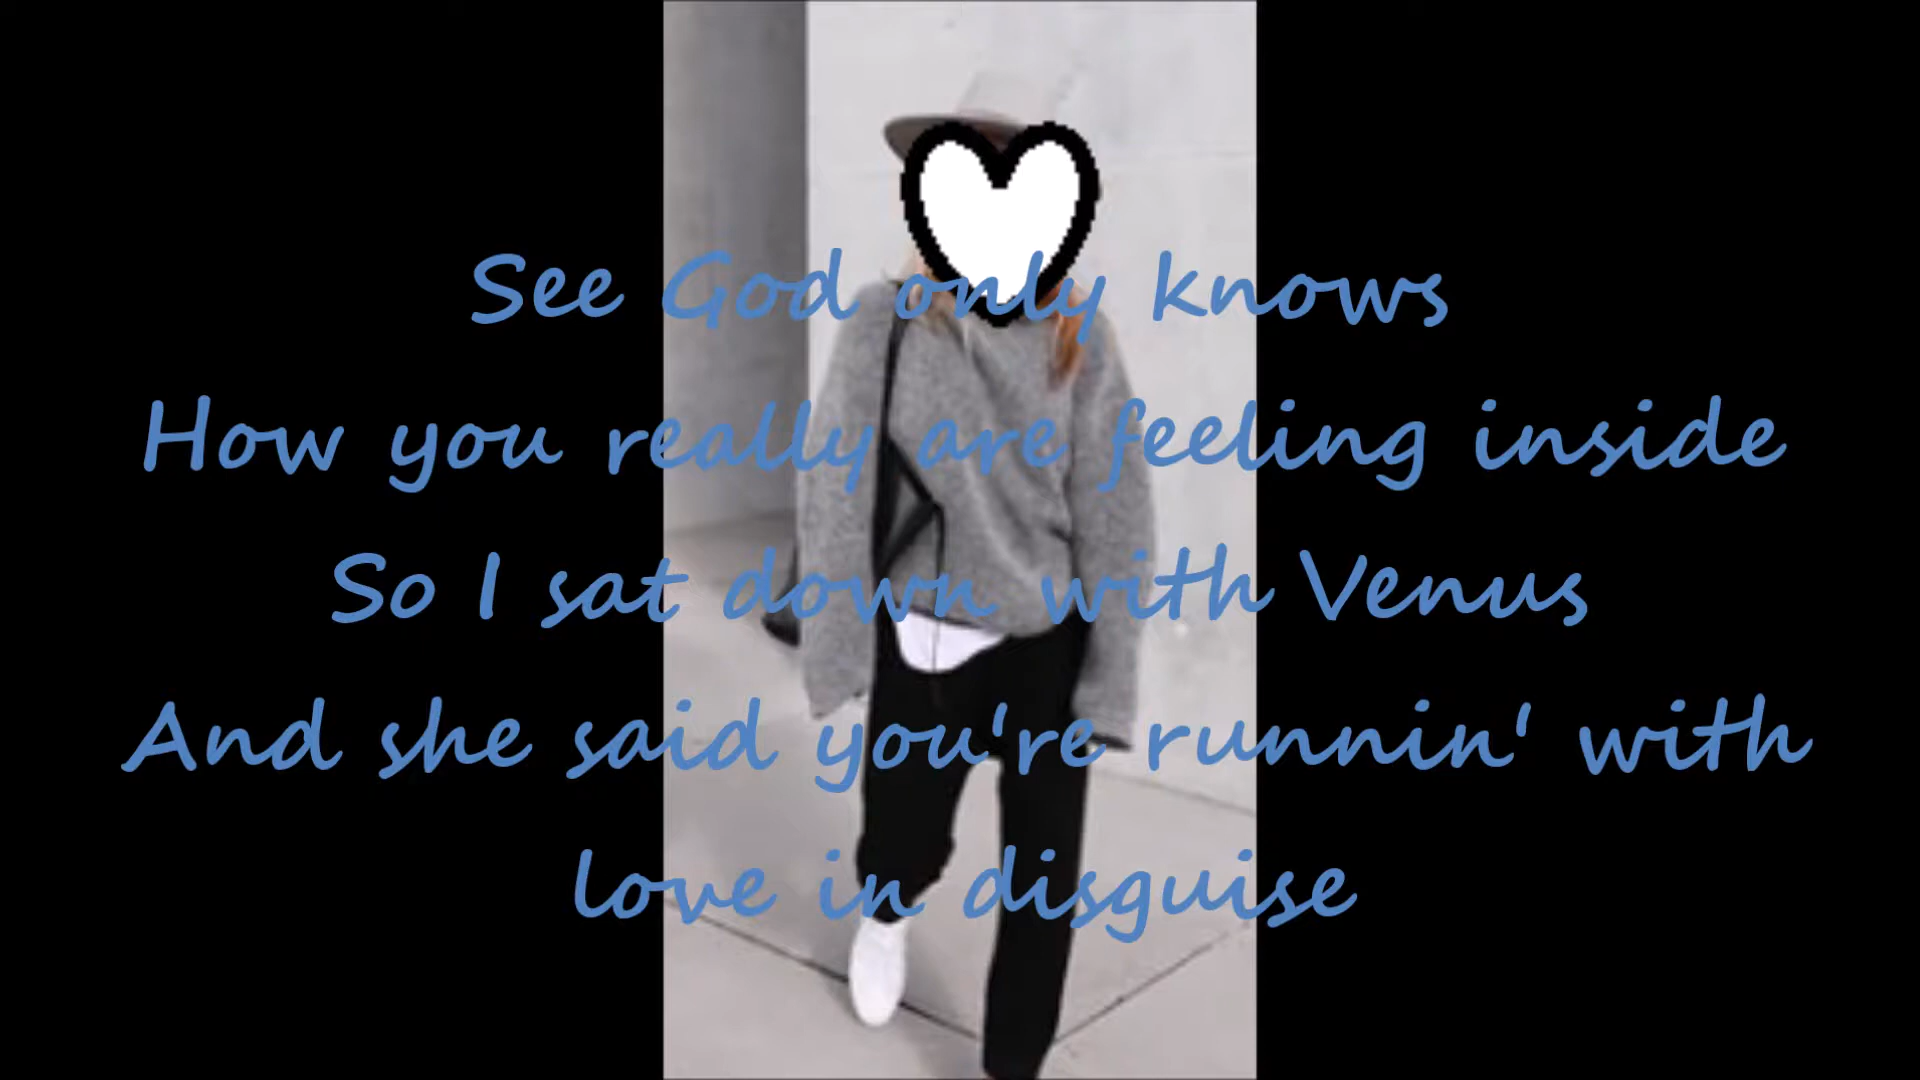 See God only knows
How you really are feeling inside
So I sat down with Venus
And she said you're runnin' with
love in disguise